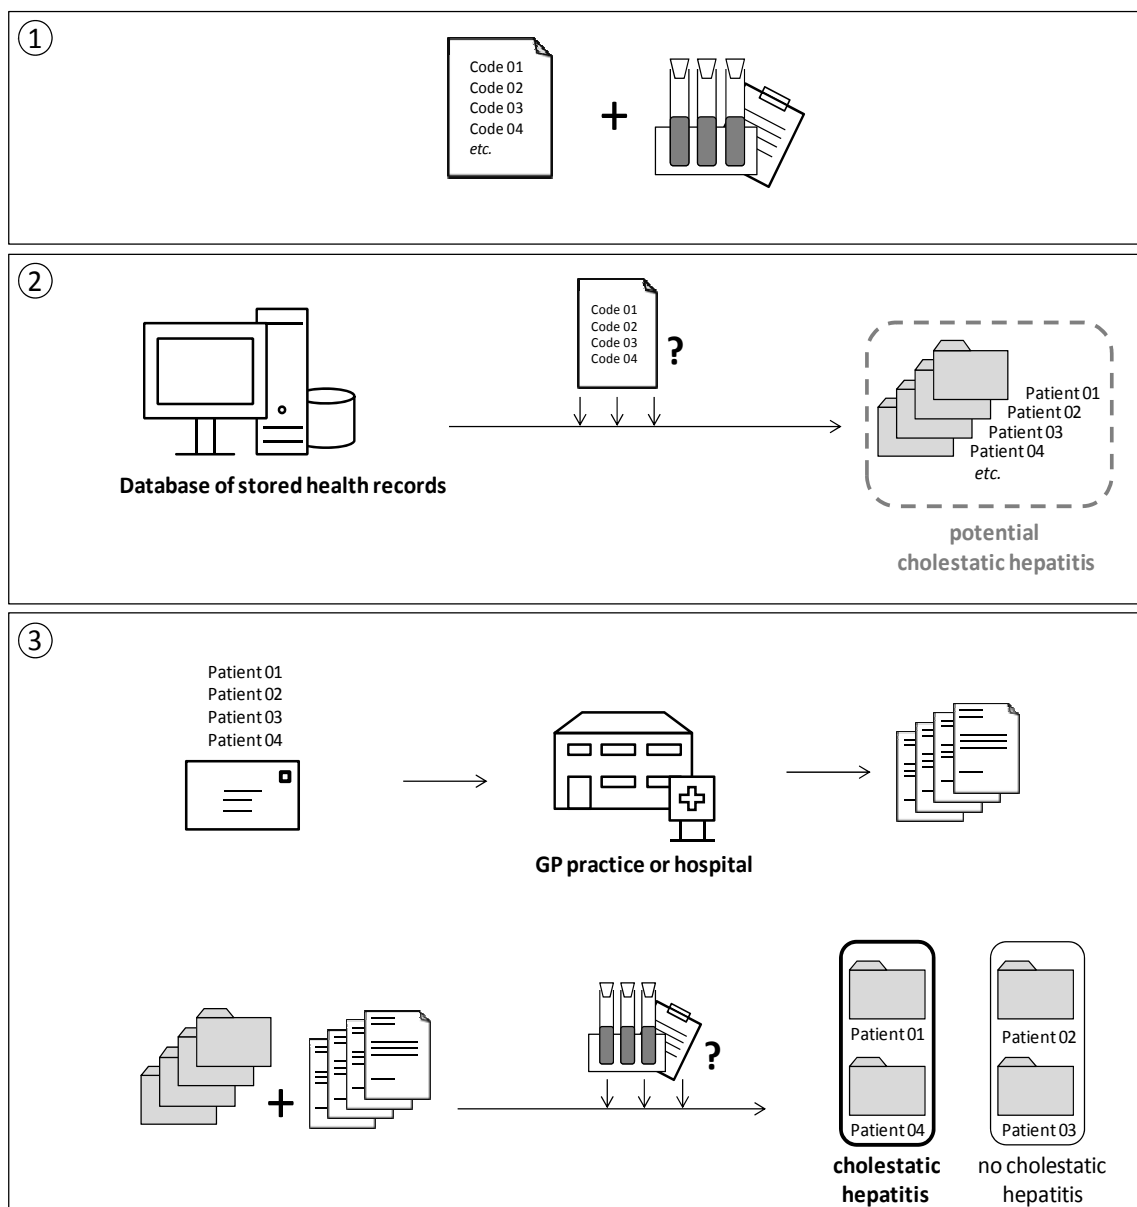 1
Code 01
Code 02
Code 03
Code 04
etc.
+
2
Code 01
Code 02
Code 03
Code 04
?
Patient 01
Patient 02
Patient 03
Patient 04
etc.
Database of stored health records
potential
cholestatic hepatitis
3
Patient 01
Patient 02
Patient 03
Patient 04
GP practice or hospital
+
?
Patient 01
Patient 02
Patient 04
Patient 03
cholestatic
hepatitis
no cholestatic
hepatitis